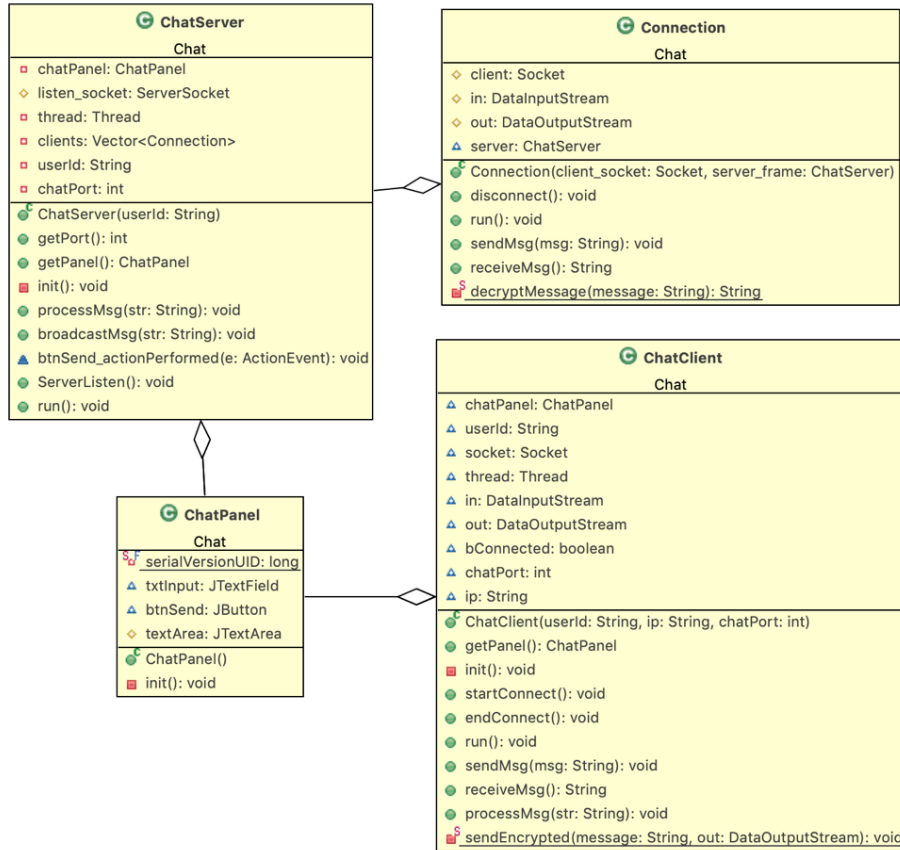 ChatServer
Chat
chatPanel: ChatPanel
listen_socket: ServerSocket
thread: Thread
clients: Vector<Connection>
userId: String
chatPort: int
ChatServer(userId: String)
getPort(): int
getPanel(): ChatPanel
init(): void
processMsg(str: String): void
broadcastMsg(str: String): void
btnSend_actionPerformed(e: ActionEvent): void
ServerListen(): void
run(): void
Connection
Chat
client: Socket
in: DataInputStream
out: DataOutputStream
server: ChatServer
Connection(client_socket: Socket, server_frame: ChatServer)
disconnect(): void
run(): void
sendMsg(msg: String): void
receiveMsg(): String
decryptMessage(message: String): String
ChatPanel
Chat
serialVersionUID: long
txtInput: JTextField
btnSend: JButton
textArea: JTextArea
ChatPanel()
init(): void
ChatClient
Chat
chatPanel: ChatPanel
userId: String
socket: Socket
thread: Thread
in: DataInputStream
out: DataOutputStream
bConnected: boolean
chatPort: int
ip: String
ChatClient(userId: String, ip: String, chatPort: int)
getPanel(): ChatPanel
init(): void
startConnect(): void
endConnect(): void
run(): void
sendMsg(msg: String): void
receiveMsg(): String
processMsg(str: String): void
sendEncrypted(message: String, out: DataOutputStream): void